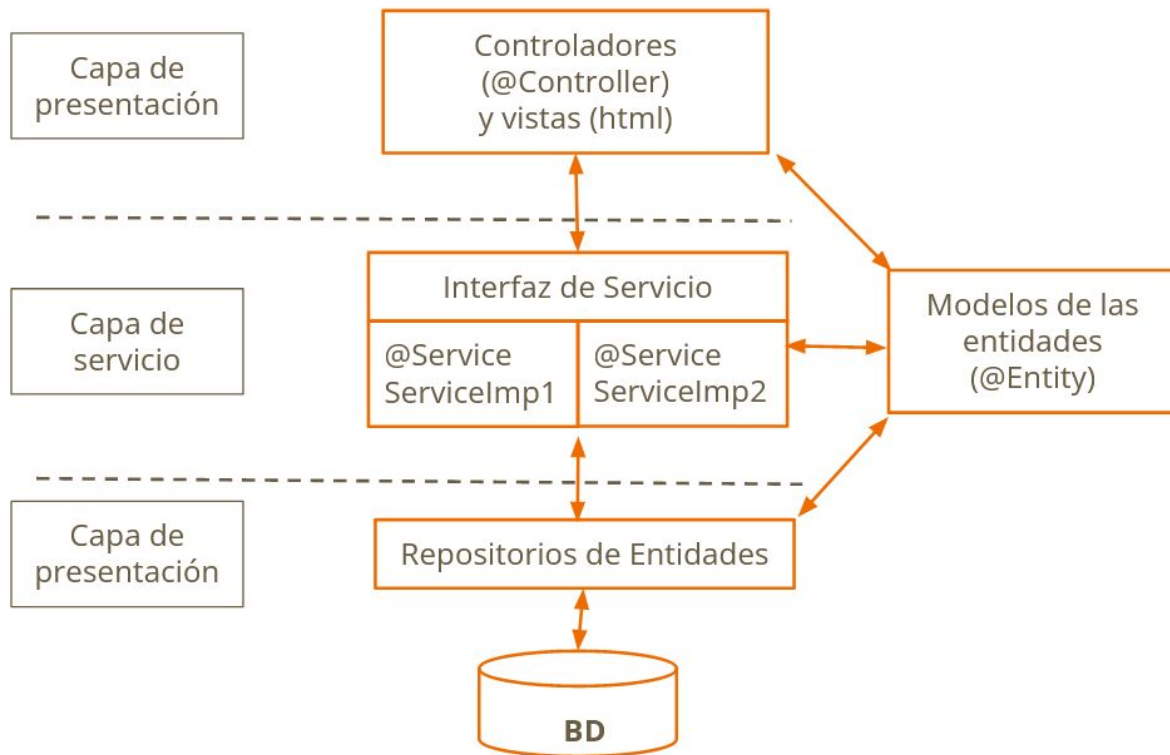 Capa de
presentación
Controladores
(@Controller)
y vistas (html)
Capa de
servicio
Interfaz de Servicio
@Service
ServiceImp1
@Service
ServiceImp2
Modelos de las
entidades
(@Entity)
Capa de
presentación
Repositorios de Entidades
BD